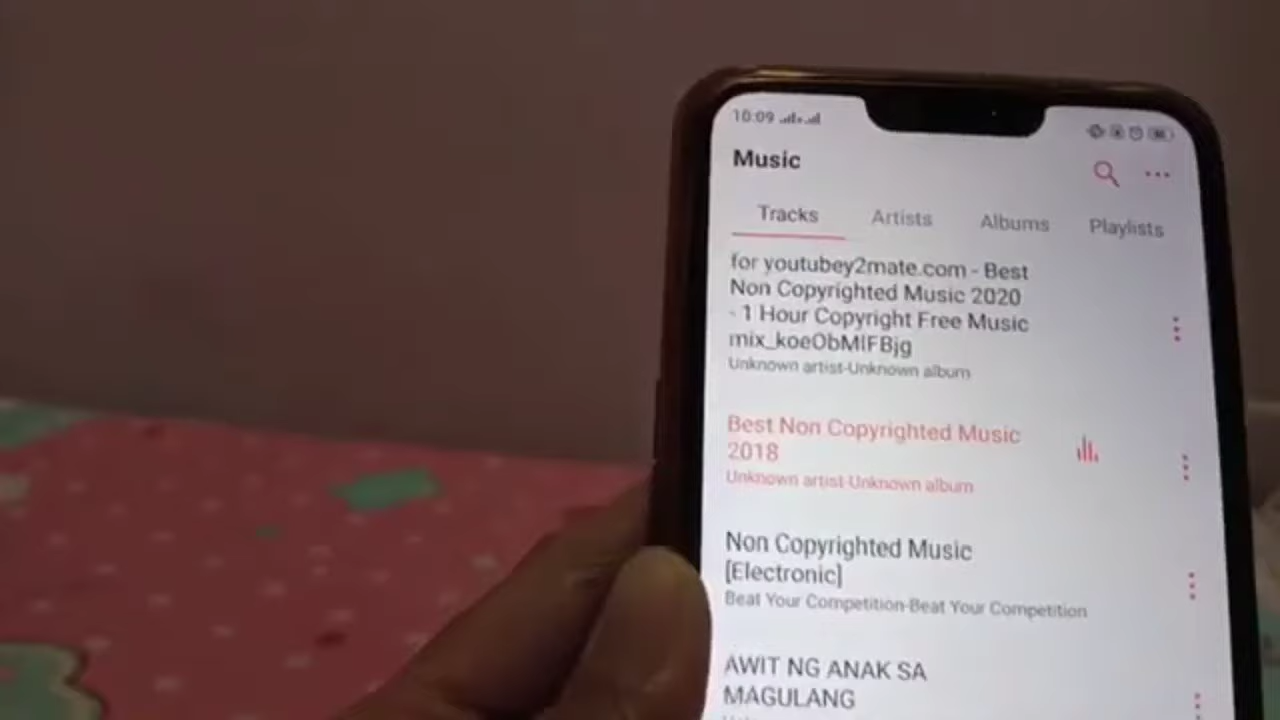 10:09
Music
Tracks Artists Albums Playlists
for youtubey2mate.com - Best
Non Copyrighted Music 2020
- 1 Hour Copyright Free Music
mix_koeObMIFBjg
Unknown artist-Unknown album
Best Non Copyrighted Music
2018
Unknown artist-Unknown album
Non Copyrighted Music
[Electronic]
Beat Your Competition-Beat Your Competition
AWIT NG ANAK SA
MAGULANG